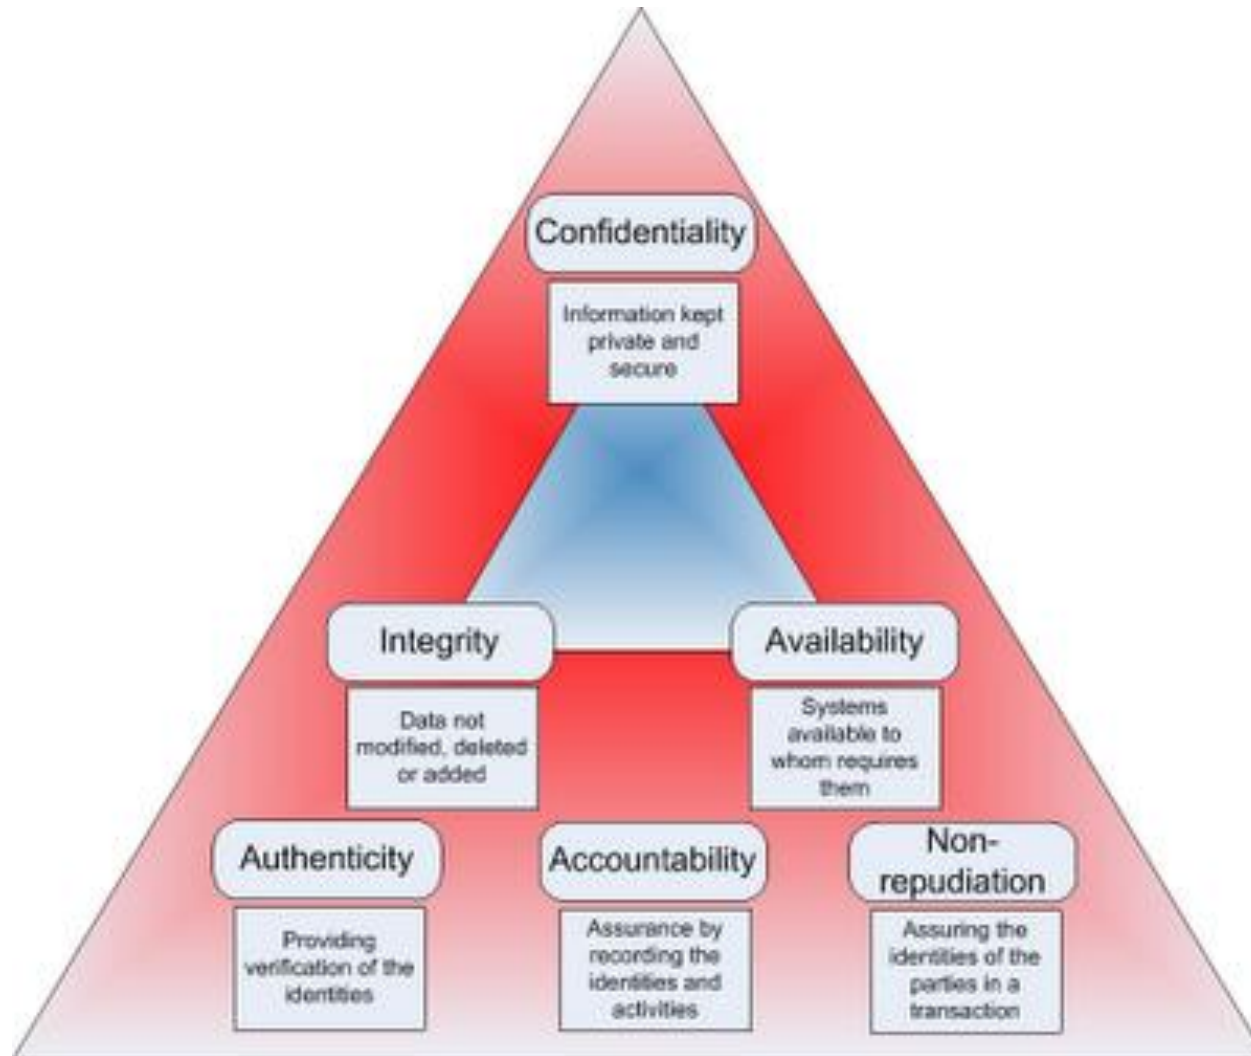 Confidentiality
Information kept
private and
secure
Integrity
Data not
modified, deleted
or added
Availability
Systems
available to
whom requires
them
Authenticity
Providing
verification of the
identities
Accountability
Assurance by
recording the
identities and
activities
Non-
repudiation
Assuring the
identities of the
parties in a
transaction